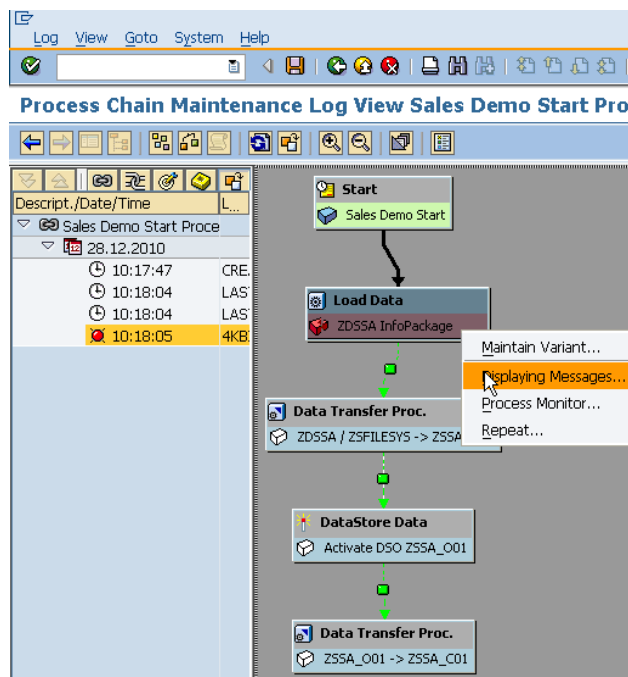 Log View Goto System Help
Process Chain Maintenance Log View Sales Demo Start Pro
Descript./Date/Time L...
Sales Demo Start Proce
28.12.2010
10:17:47 CRE
10:18:04 LAS
10:18:04 LAS
10:18:05 4KB
Start
Sales Demo Start
Load Data
ZDSSA InfoPackage
Maintain Variant...
Displaying Messages...
Process Monitor...
Repeat...
Data Transfer Proc.
ZDSSA / ZSFILESYS -> ZSSA
DataStore Data
Activate DSO ZSSA_O01
Data Transfer Proc.
ZSSA_O01 -> ZSSA_C01